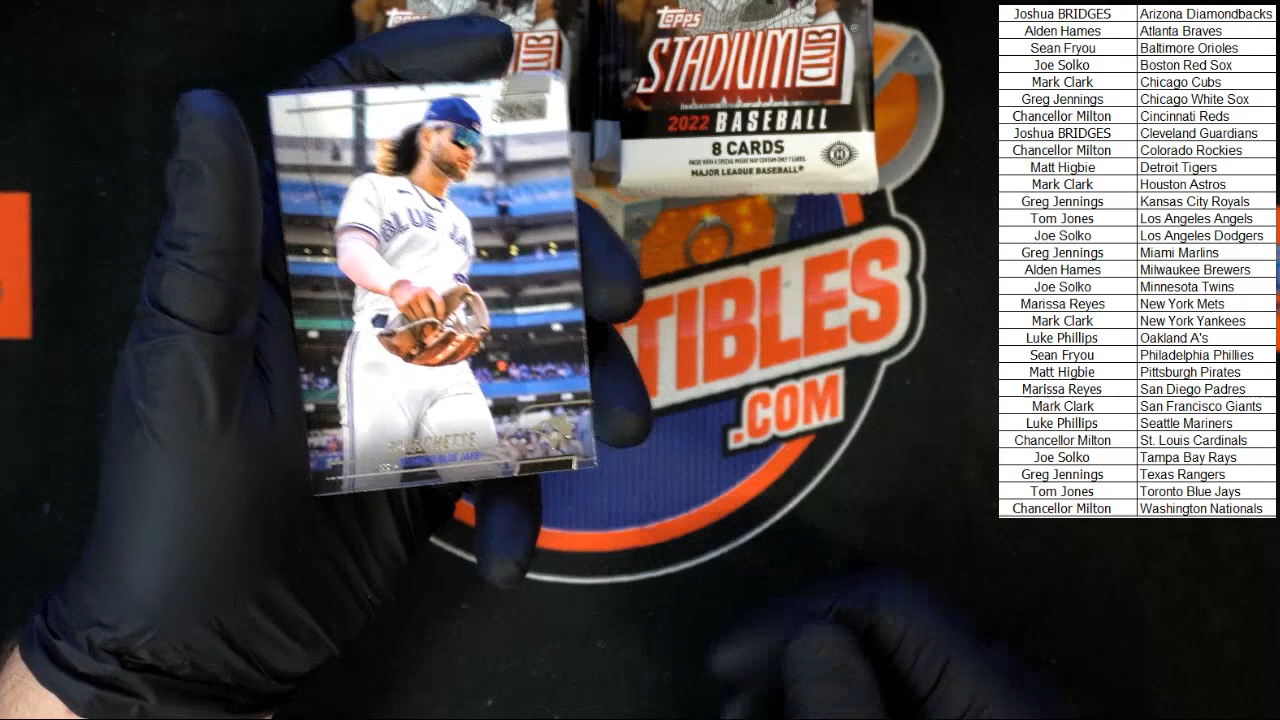 Topps
CLUB
Topps
STADIUM CLUB
2022 BASEBALL
8 CARDS
MAJOR LEAGUE BASEBALL®
BLUE JA
TIBLES
.COM
Joshua BRIDGES Arizona Diamondbacks
Alden Hames Atlanta Braves
Sean Fryou Baltimore Orioles
Joe Solko Boston Red Sox
Mark Clark Chicago Cubs
Greg Jennings Chicago White Sox
Chancellor Milton Cincinnati Reds
Joshua BRIDGES Cleveland Guardians
Chancellor Milton Colorado Rockies
Matt Higbie Detroit Tigers
Mark Clark Houston Astros
Greg Jennings Kansas City Royals
Tom Jones Los Angeles Angels
Joe Solko Los Angeles Dodgers
Greg Jennings Miami Marlins
Alden Hames Milwaukee Brewers
Joe Solko Minnesota Twins
Marissa Reyes New York Mets
Mark Clark New York Yankees
Luke Phillips Oakland A's
Sean Fryou Philadelphia Phillies
Matt Higbie Pittsburgh Pirates
Marissa Reyes San Diego Padres
Mark Clark San Francisco Giants
Luke Phillips Seattle Mariners
Chancellor Milton St. Louis Cardinals
Joe Solko Tampa Bay Rays
Greg Jennings Texas Rangers
Tom Jones Toronto Blue Jays
Chancellor Milton Washington Nationals